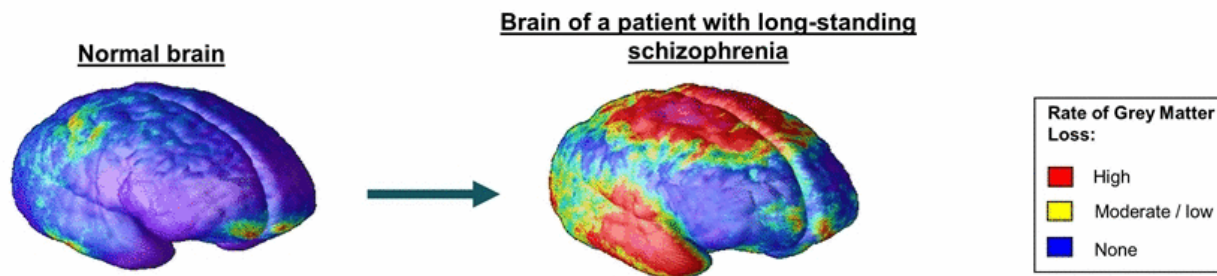 Normal brain
Brain of a patient with long-standing
schizophrenia
Rate of Grey Matter
Loss:
High
Moderate / low
None